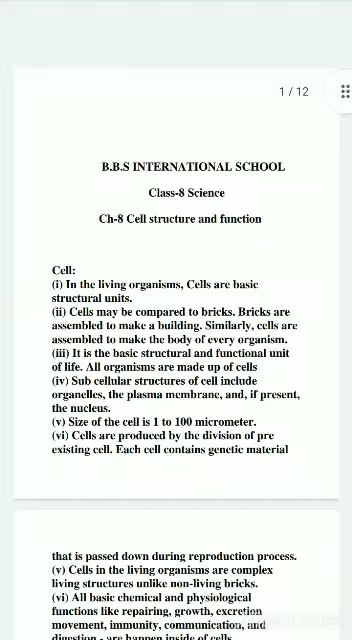 1 / 12
B.B.S INTERNATIONAL SCHOOL
Class-8 Science
Ch-8 Cell structure and function
Cell:
(i) In the living organisms, Cells are basic
structural units.
(ii) Cells may be compared to bricks. Bricks are
assembled to make a building. Similarly, cells are
assembled to make the body of every organism.
(iii) It is the basic structural and functional unit
of life. All organisms are made up of cells
(iv) Sub cellular structures of cell include
organelles, the plasma membrane, and, if present,
the nucleus.
(v) Size of the cell is 1 to 100 micrometer.
(vi) Cells are produced by the division of pre
existing cell. Each cell contains genetic material
that is passed down during reproduction process.
(v) Cells in the living organisms are complex
living structures unlike non-living bricks.
(vi) All basic chemical and physiological
functions like repairing, growth, excretion
movement, immunity, communication, and
digestion - are happen inside of cells